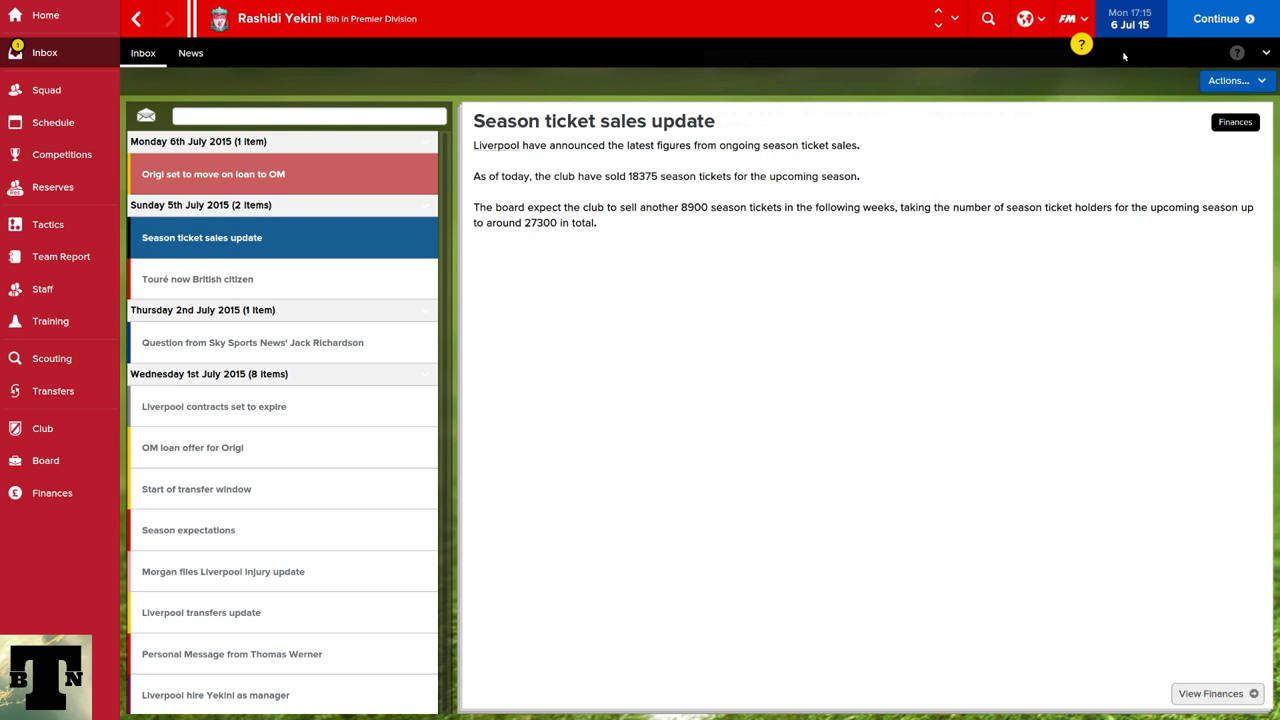 Home
Rashidi Yekini 8th in Premier Division
FM
Mon 17:15
6 Jul 15
Continue
1
Inbox
Inbox News
?
?
Actions...
Squad
Schedule
Competitions
Res
Reserves
Tactics
Team Report
Staff
Training
Scouting
Transfers
Club
Board
£
Finances
B T N
Monday 6th July 2015 (1 item)
Origi set to move on loan to OM
Sunday 5th July 2015 (2 items)
Season ticket sales update
Touré now British citizen
Thursday 2nd July 2015 (1 item)
Question from Sky Sports News' Jack Richardson
Wednesday 1st July 2015 (8 items)
Liverpool contracts set to expire
OM loan offer for Origi
Start of transfer window
Season expectations
Morgan files Liverpool injury update
Liverpool transfers update
Personal Message from Thomas Werner
Liverpool hire Yekini as manager
Season ticket sales update
Finances
Liverpool have announced the latest figures from ongoing season ticket sales.
As of today, the club have sold 18375 season tickets for the upcoming season.
The board expect the club to sell another 8900 season tickets in the following weeks, taking the number of season ticket holders for the upcoming season up
to around 27300 in total.
View Finances